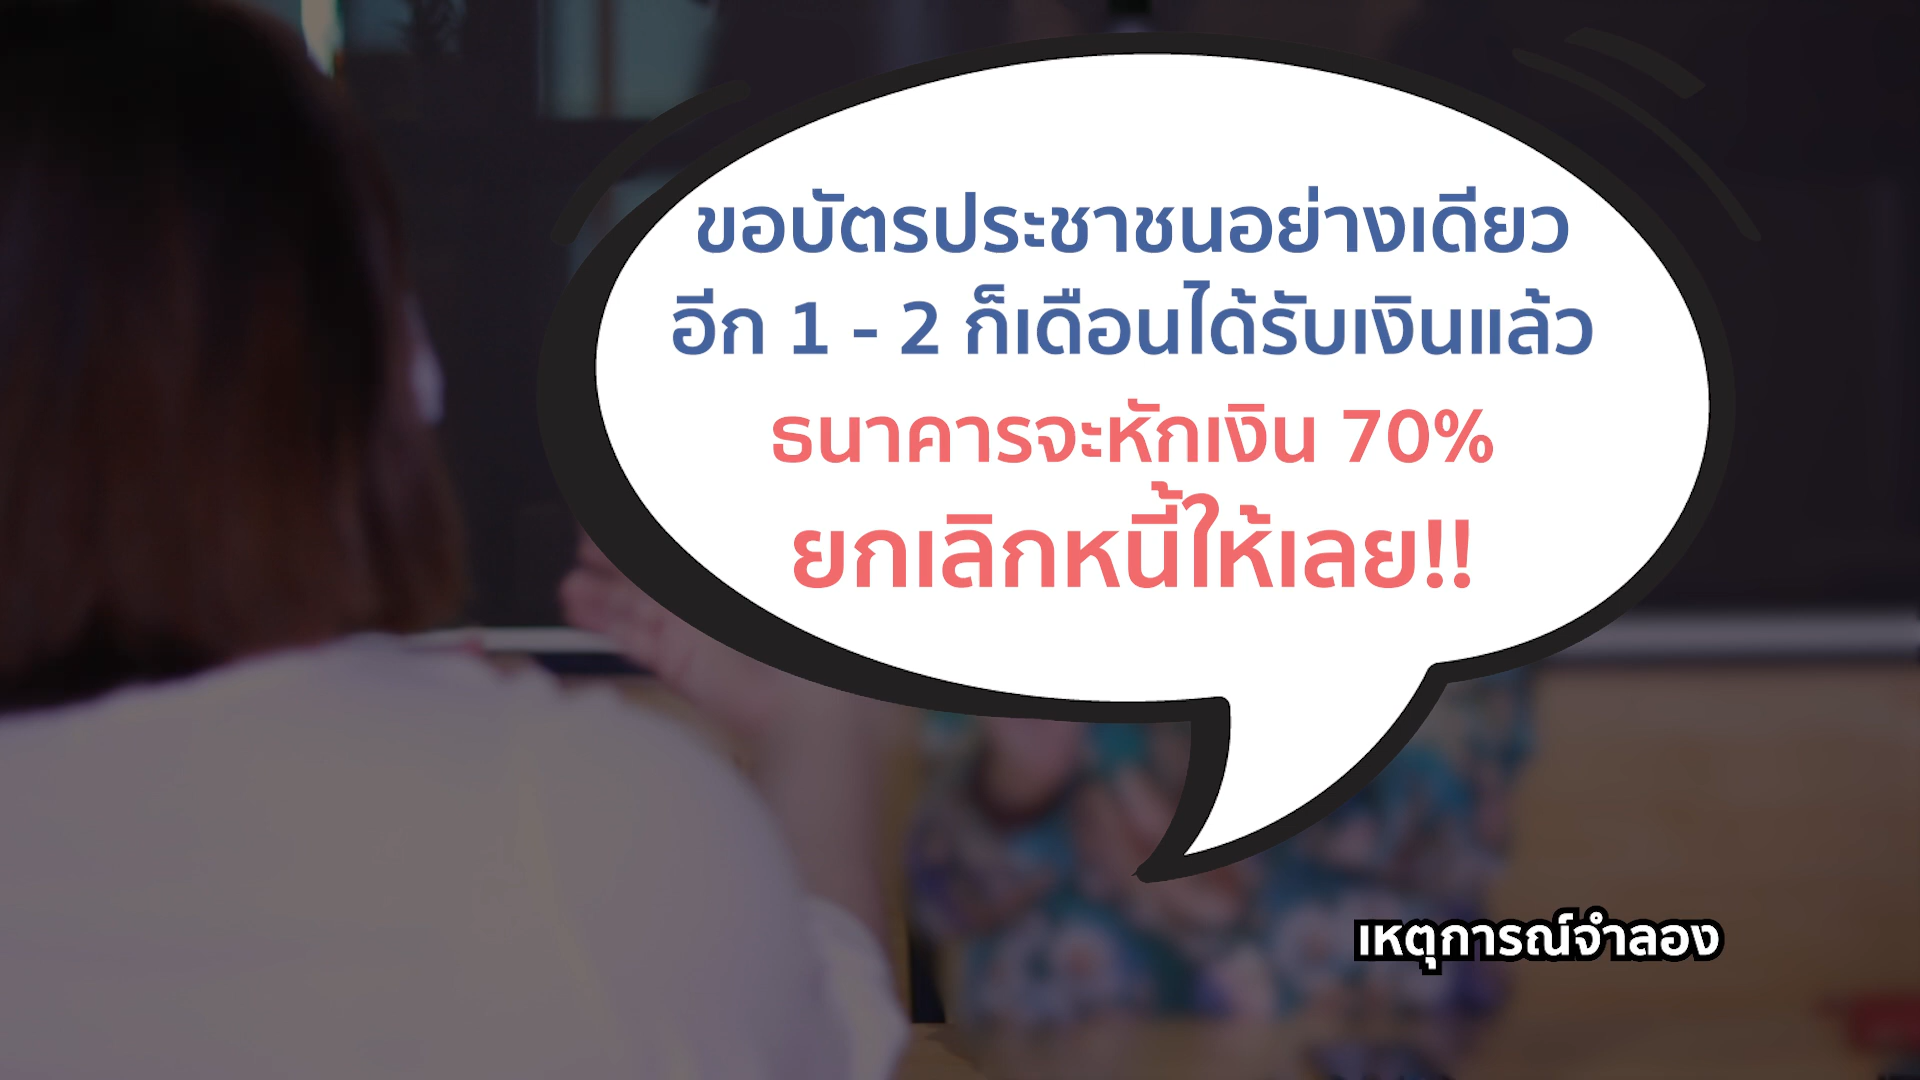 ขอบัตรประชาชนอย่างเดียว
อีก 1 - 2 ก็เดือนได้รับเงินแล้ว
ธนาคารจะหักเงิน 70%
ยกเลิกหนี้ให้เลย!!
เหตุการณ์จำลอง